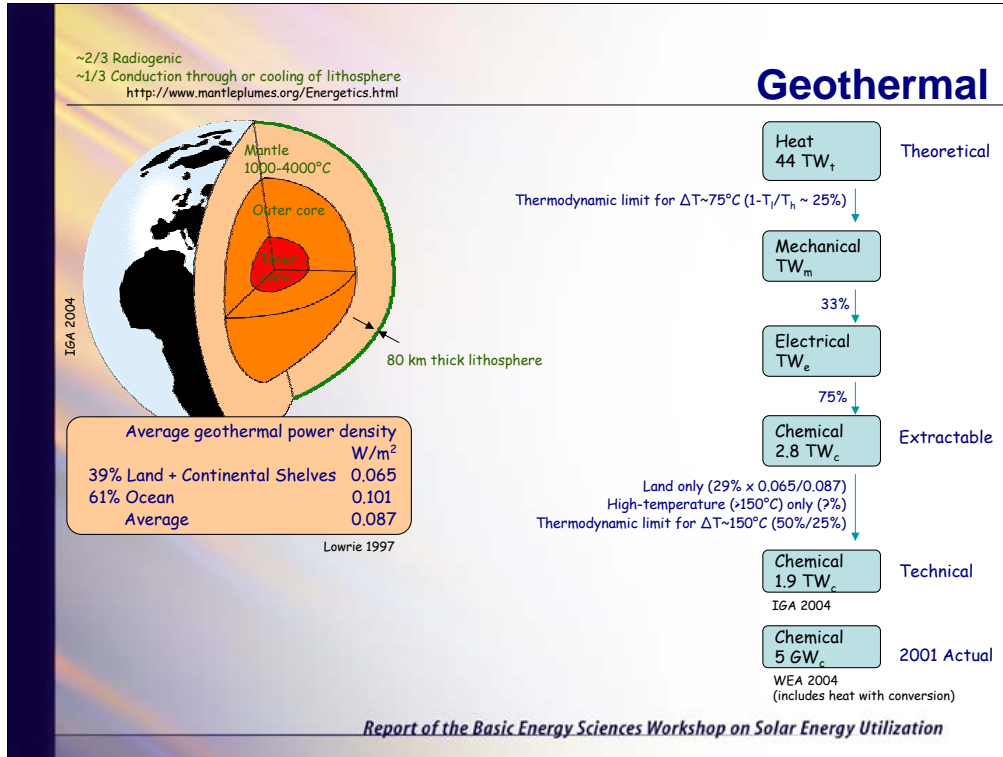 ~2/3 Radiogenic
~1/3 Conduction through or cooling of lithosphere
http://www.mantleplumes.org/Energetics.html
Geothermal
Mantle
1000-4000°C
Outer core
Inner
core
IGA 2004
80 km thick lithosphere
Average geothermal power density
W/m²
39% Land + Continental Shelves 0.065
61% Ocean 0.101
Average 0.087
Lowrie 1997
Heat
44 TWₜ
Theoretical
Thermodynamic limit for ΔT~75°C (1-Tₗ/Tₕ ~ 25%)
Mechanical
TWₘ
33%
Electrical
TWₑ
75%
Chemical
2.8 TW_c
Extractable
Land only (29% x 0.065/0.087)
High-temperature (>150°C) only (?%)
Thermodynamic limit for ΔT~150°C (50%/25%)
Chemical
1.9 TW_c
Technical
IGA 2004
Chemical
5 GW_c
2001 Actual
WEA 2004
(includes heat with conversion)
Report of the Basic Energy Sciences Workshop on Solar Energy Utilization